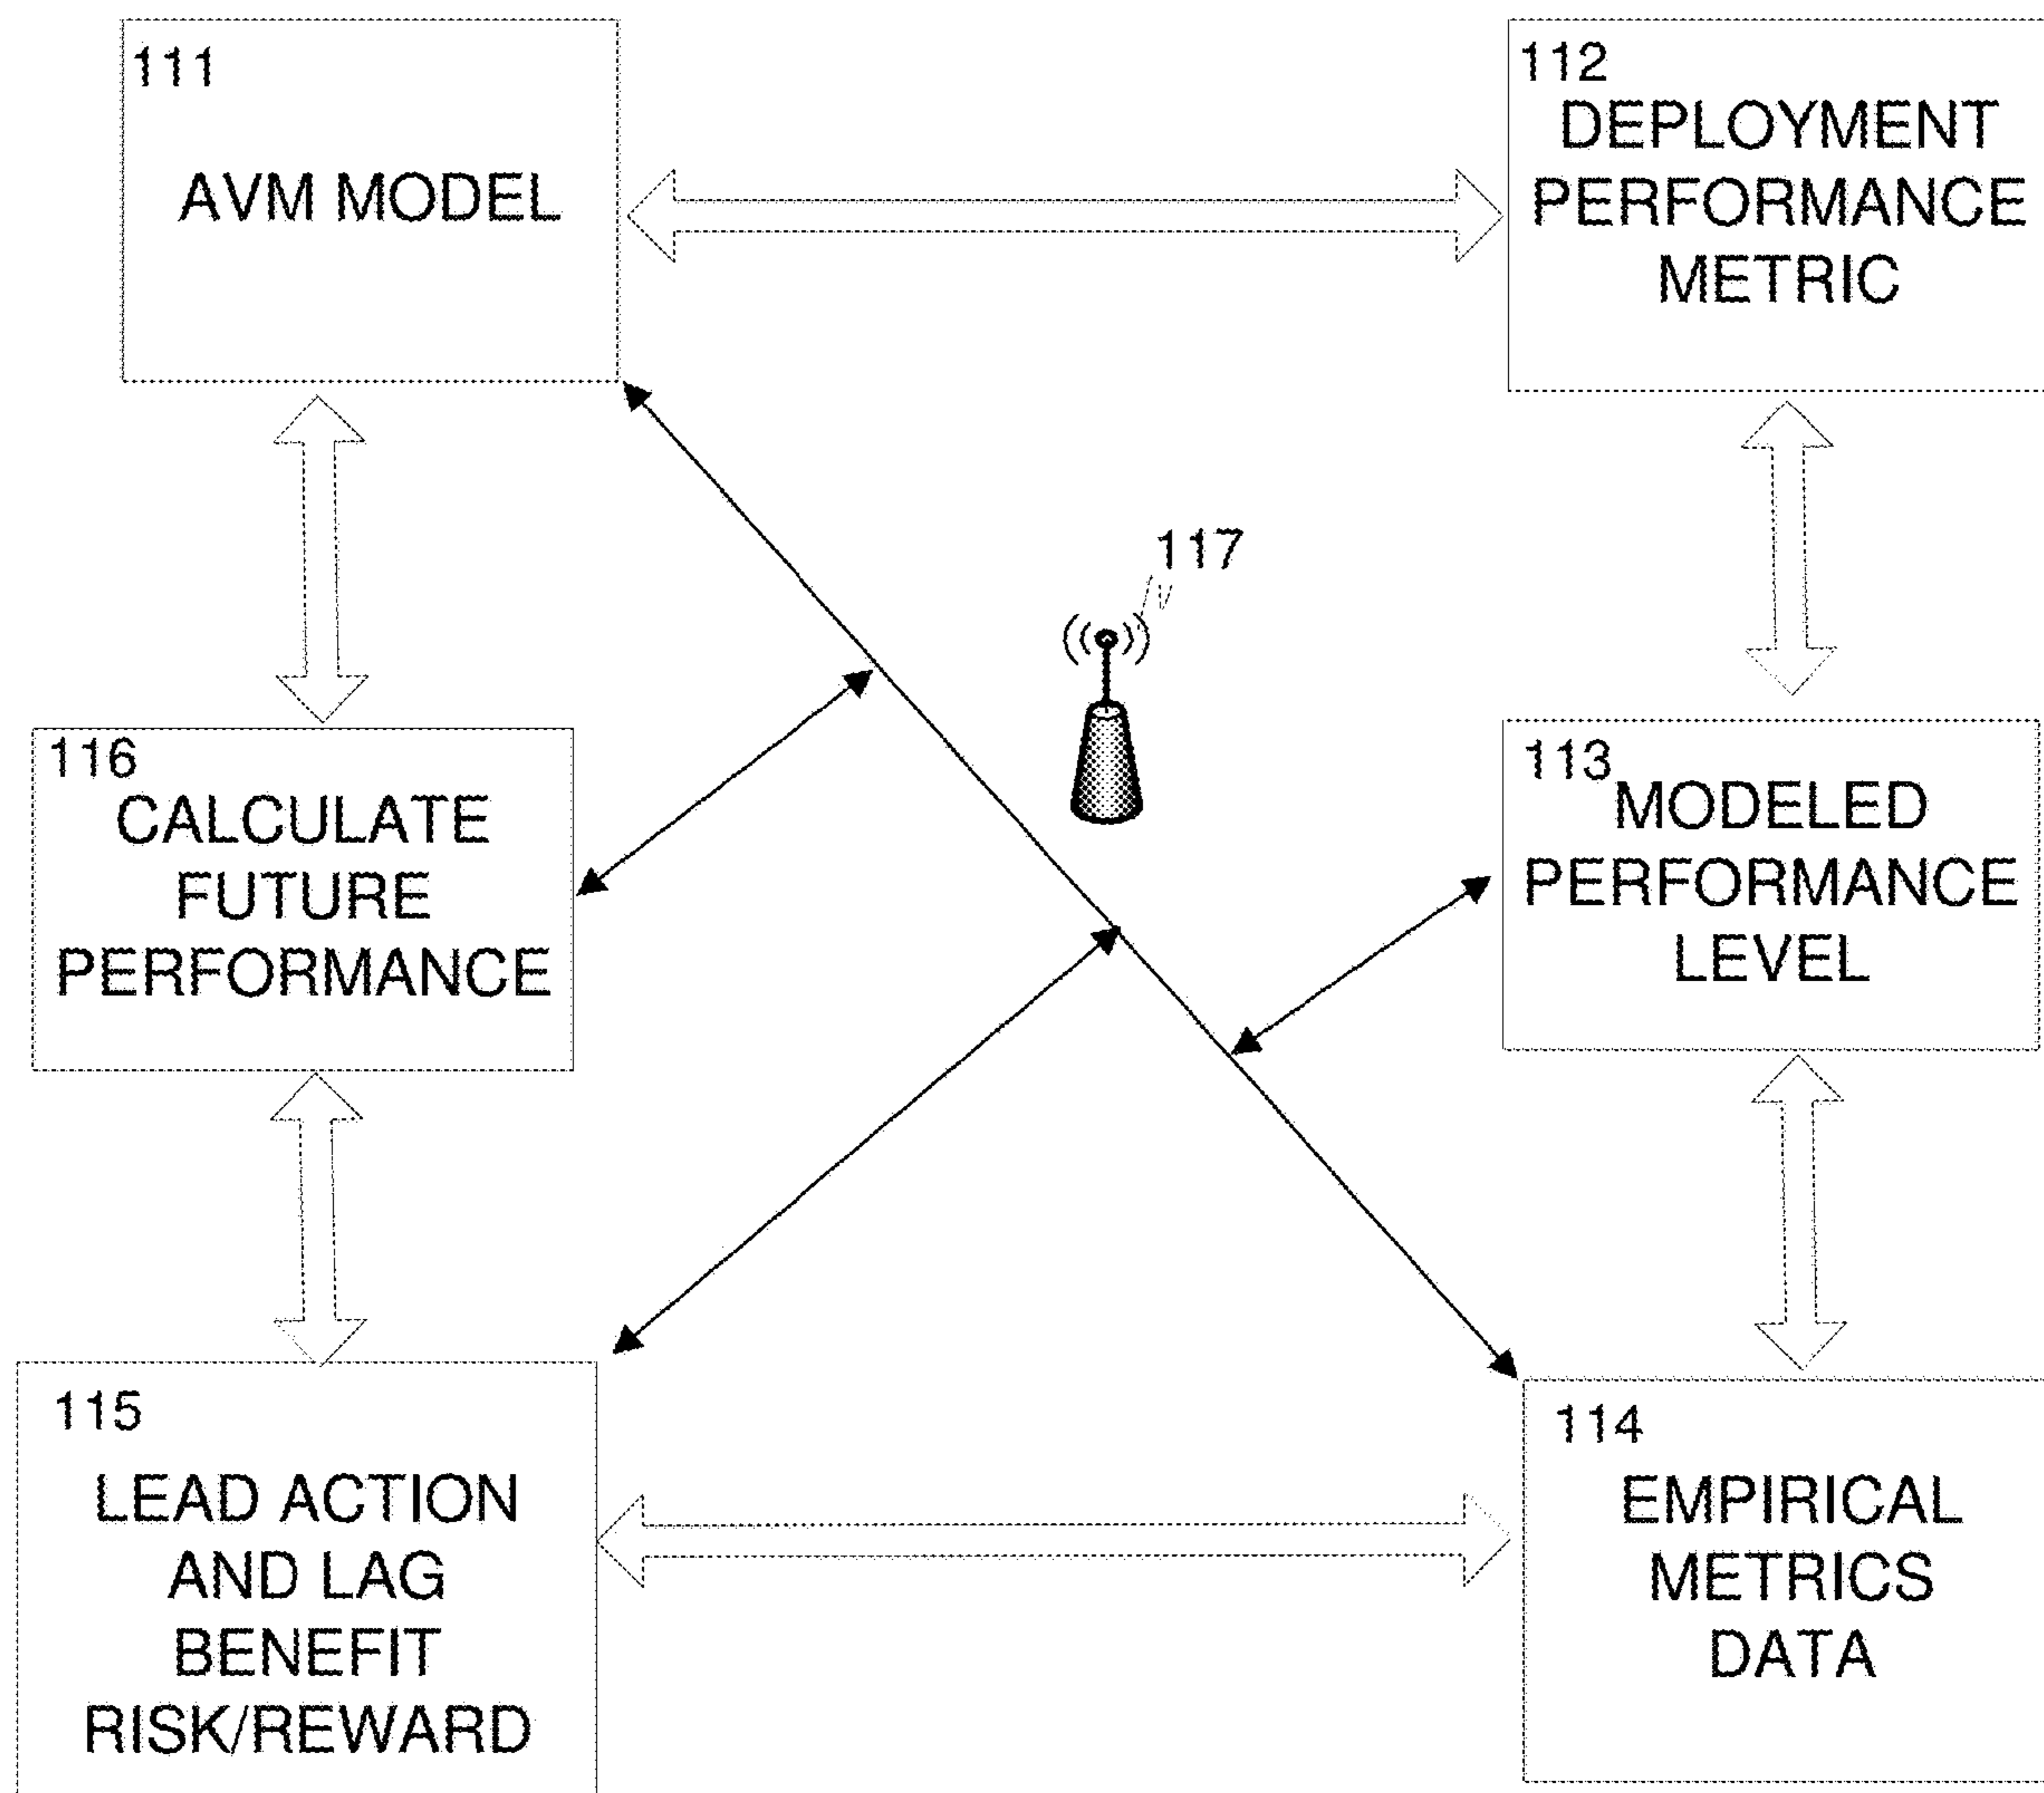 111
AVM MODEL
112
DEPLOYMENT
PERFORMANCE
METRIC
117
116
CALCULATE
FUTURE
PERFORMANCE
113
MODELED
PERFORMANCE
LEVEL
115
LEAD ACTION
AND LAG
BENEFIT
RISK/REWARD
114
EMPIRICAL
METRICS
DATA